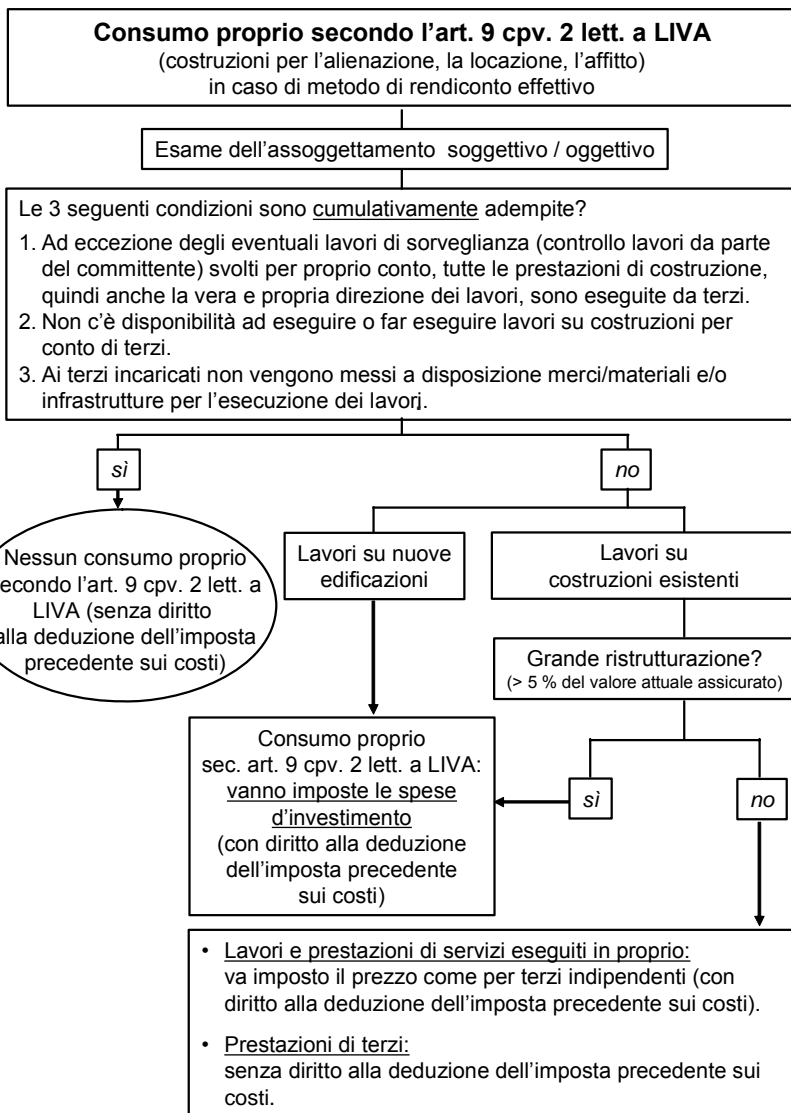 Consumo proprio secondo l'art. 9 cpv. 2 lett. a LIVA
(costruzioni per l'alienazione, la locazione, l'affitto)
in caso di metodo di rendiconto effettivo
Esame dell'assoggettamento soggettivo / oggettivo
Le 3 seguenti condizioni sono cumulativamente adempite?
1. Ad eccezione degli eventuali lavori di sorveglianza (controllo lavori da parte
del committente) svolti per proprio conto, tutte le prestazioni di costruzione,
quindi anche la vera e propria direzione dei lavori, sono eseguite da terzi.
2. Non c'è disponibilità ad eseguire o far eseguire lavori su costruzioni per
conto di terzi.
3. Ai terzi incaricati non vengono messi a disposizione merci/materiali e/o
infrastrutture per l'esecuzione dei lavori.
sì
no
Nessun consumo proprio
secondo l'art. 9 cpv. 2 lett. a
LIVA (senza diritto
alla deduzione dell'imposta
precedente sui costi)
Lavori su nuove
edificazioni
Lavori su
costruzioni esistenti
Grande ristrutturazione?
(> 5 % del valore attuale assicurato)
Consumo proprio
sec. art. 9 cpv. 2 lett. a LIVA:
vanno imposte le spese
d'investimento
(con diritto alla deduzione
dell'imposta precedente
sui costi)
sì
no
• Lavori e prestazioni di servizi eseguiti in proprio:
va imposto il prezzo come per terzi indipendenti (con
diritto alla deduzione dell'imposta precedente sui costi).
• Prestazioni di terzi:
senza diritto alla deduzione dell'imposta precedente sui
costi.